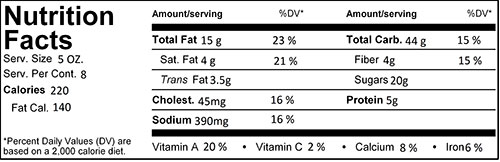 Nutrition
Facts
Serv. Size 5 OZ.
Serv. Per Cont. 8
Calories 220
Fat Cal. 140
*Percent Daily Values (DV) are
based on a 2,000 calorie diet.
Amount/serving %DV* Amount/serving %DV*
Total Fat 15 g 23 % Total Carb. 44 g 15 %
Sat. Fat 4 g 21 % Fiber 4g 15 %
Trans Fat 3.5g Sugars 20g
Cholest. 45mg 16 % Protein 5g
Sodium 390mg 16 %
Vitamin A 20 % • Vitamin C 2 % • Calcium 8 % • Iron 6 %